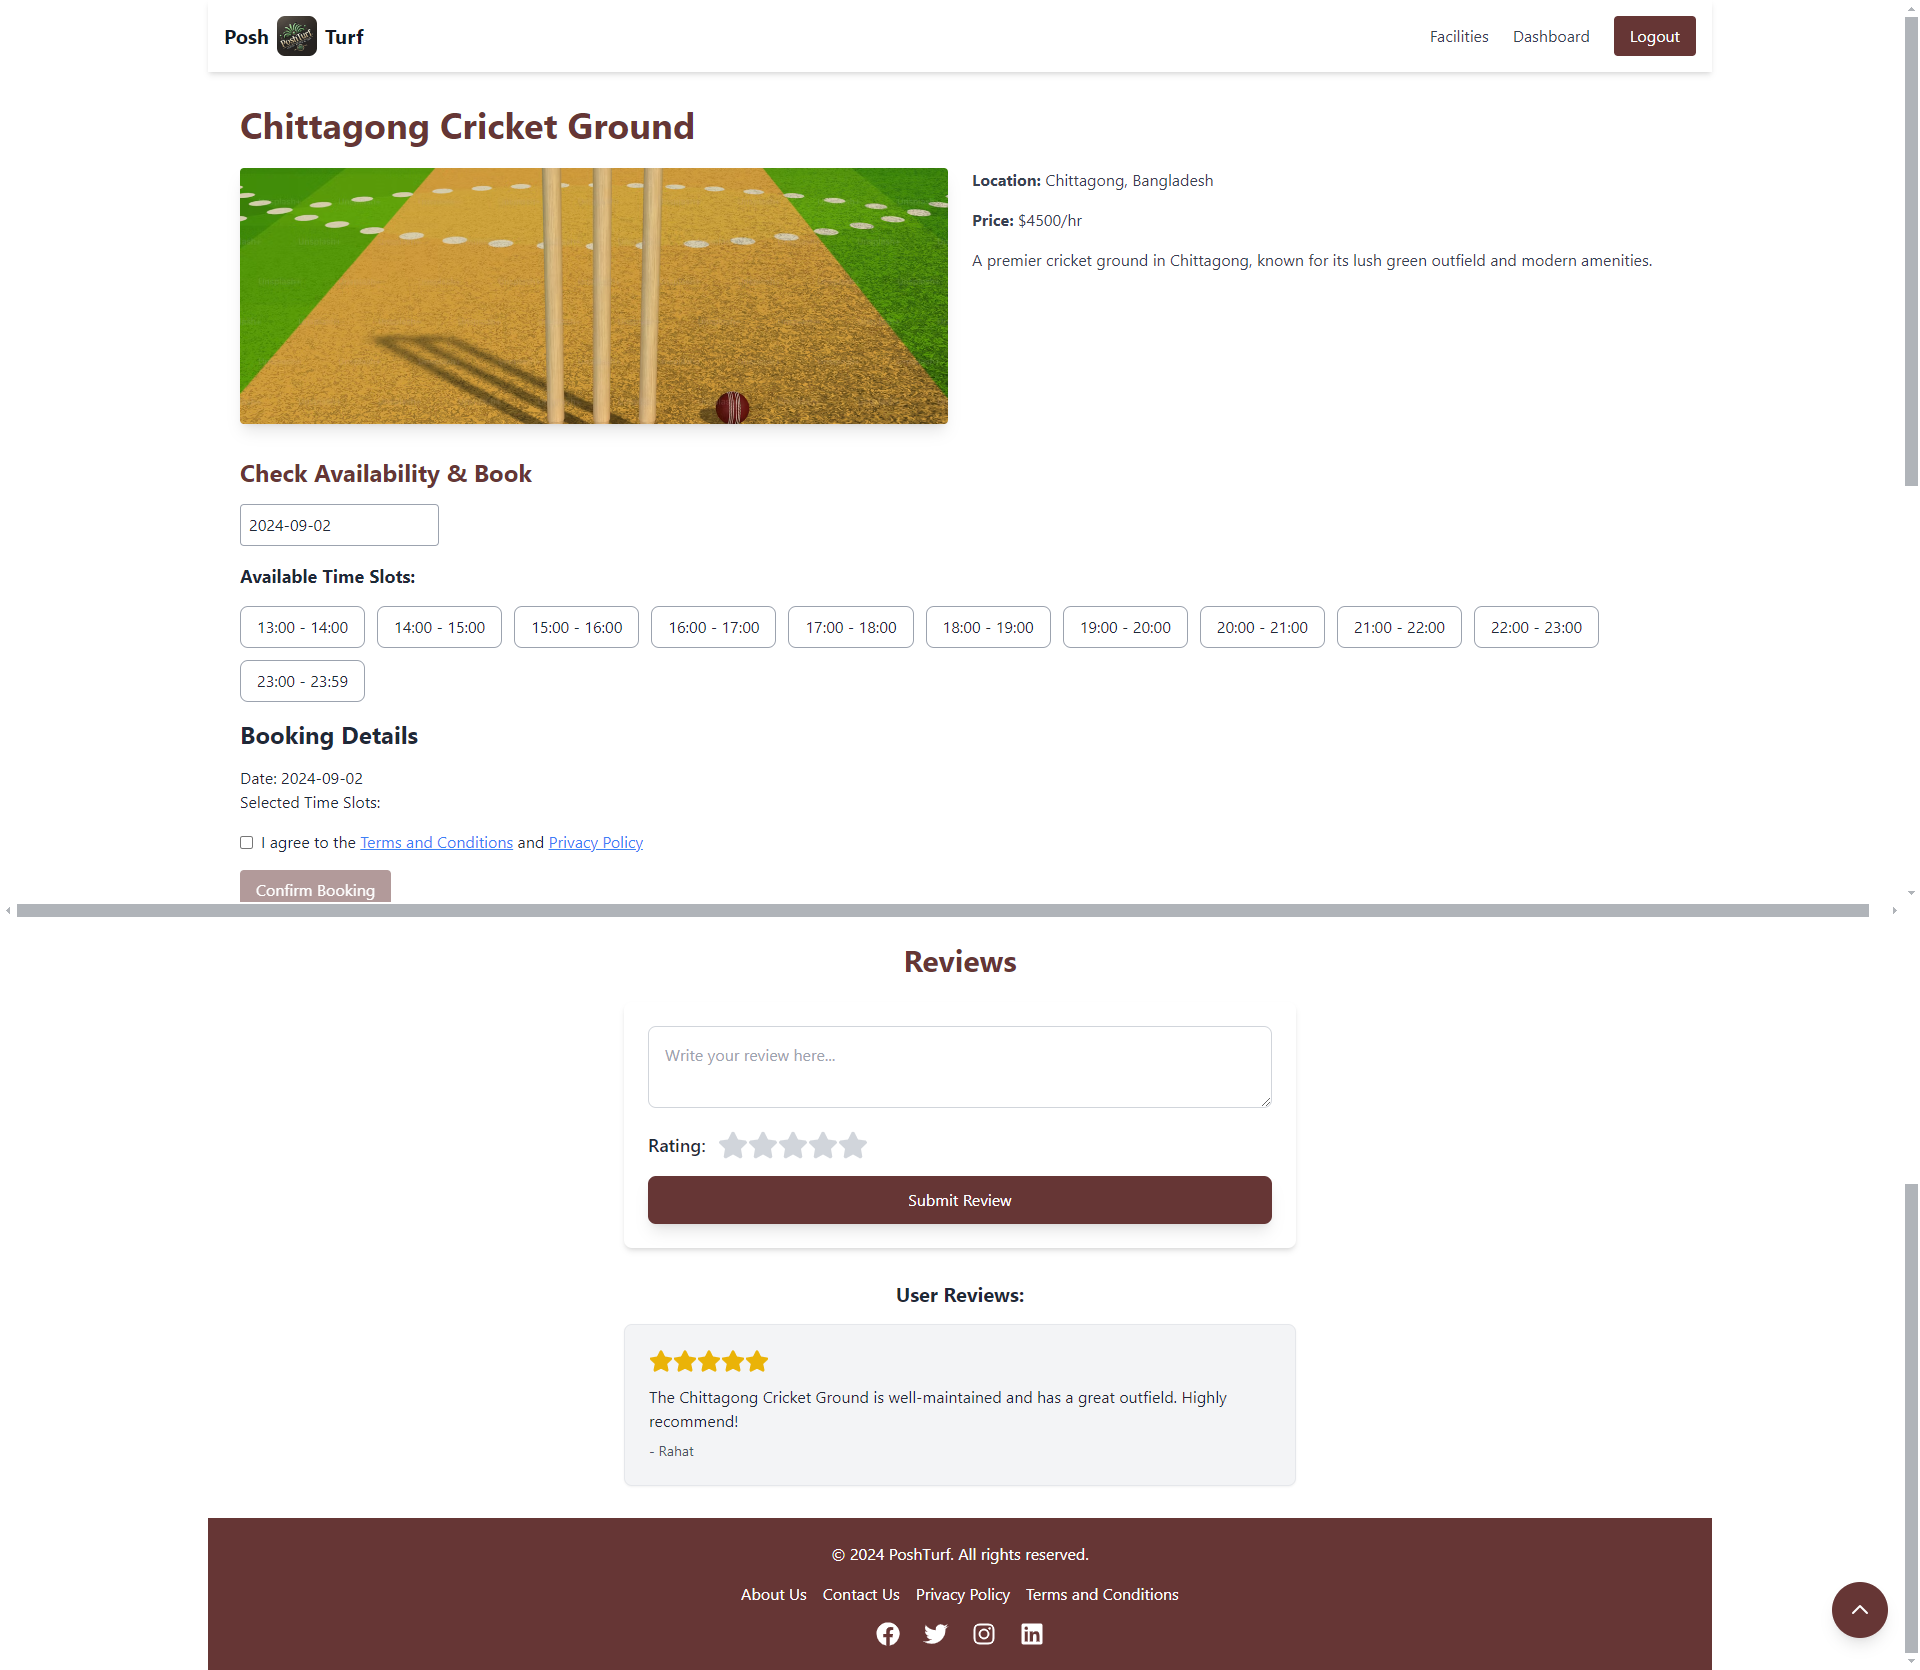 Posh PoshTurf Turf
Facilities Dashboard Logout
Chittagong Cricket Ground
Location: Chittagong, Bangladesh
Price: $4500/hr
A premier cricket ground in Chittagong, known for its lush green outfield and modern amenities.
Check Availability & Book
2024-09-02
Available Time Slots:
13:00 - 14:00 14:00 - 15:00 15:00 - 16:00 16:00 - 17:00 17:00 - 18:00 18:00 - 19:00 19:00 - 20:00 20:00 - 21:00 21:00 - 22:00 22:00 - 23:00
23:00 - 23:59
Booking Details
Date: 2024-09-02
Selected Time Slots:
I agree to the Terms and Conditions and Privacy Policy
Confirm Booking
Reviews
Write your review here...
Rating:
Submit Review
User Reviews:
The Chittagong Cricket Ground is well-maintained and has a great outfield. Highly
recommend!
- Rahat
© 2024 PoshTurf. All rights reserved.
About Us Contact Us Privacy Policy Terms and Conditions